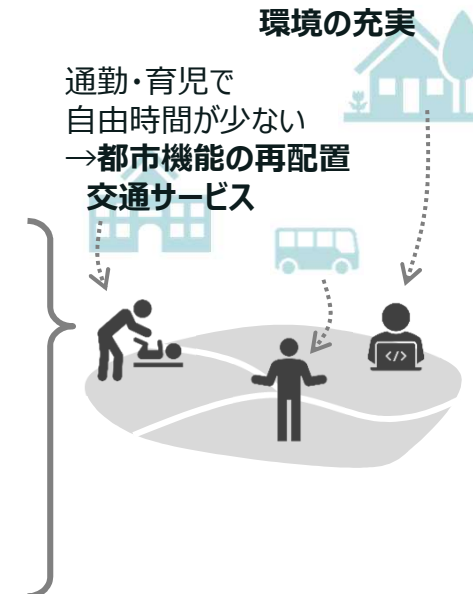 環境の充実
通勤・育児で
自由時間が少ない
→都市機能の再配置
交通サービス
</>